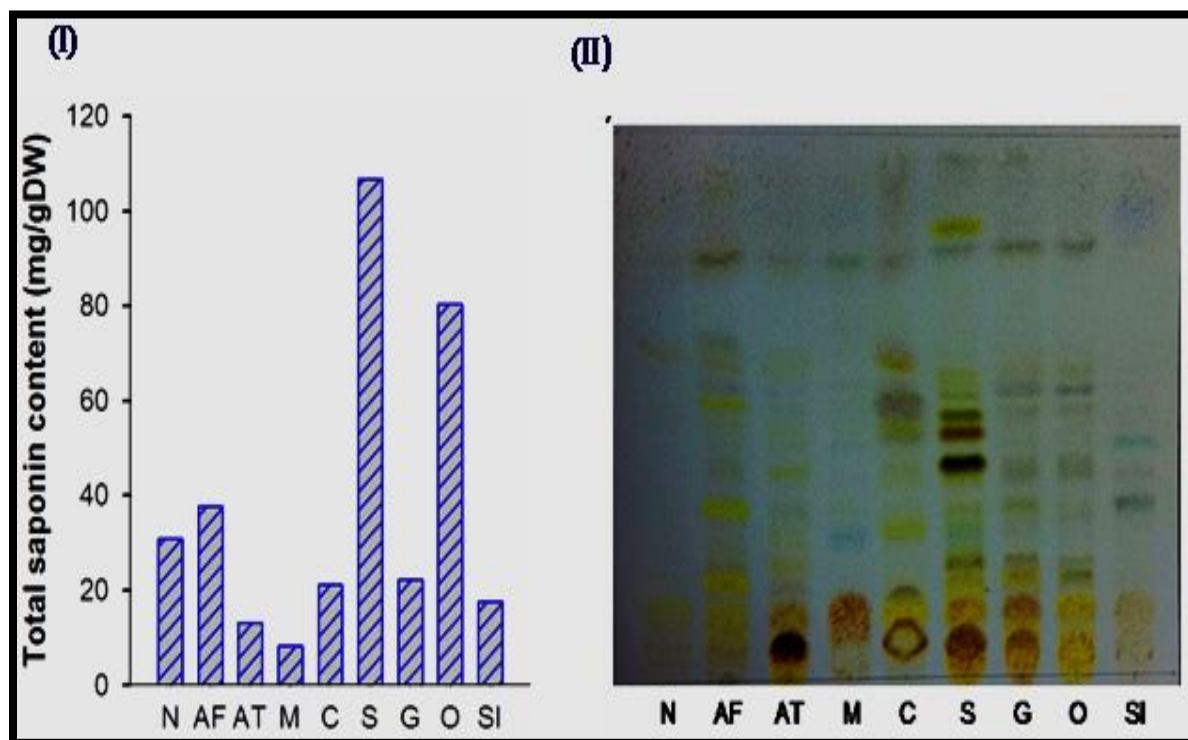 (I)
(II)
Total saponin content (mg/gDW)
120
100
80
60
40
20
0
N AF AT M C S G O SI
N AF AT M C S G O SI